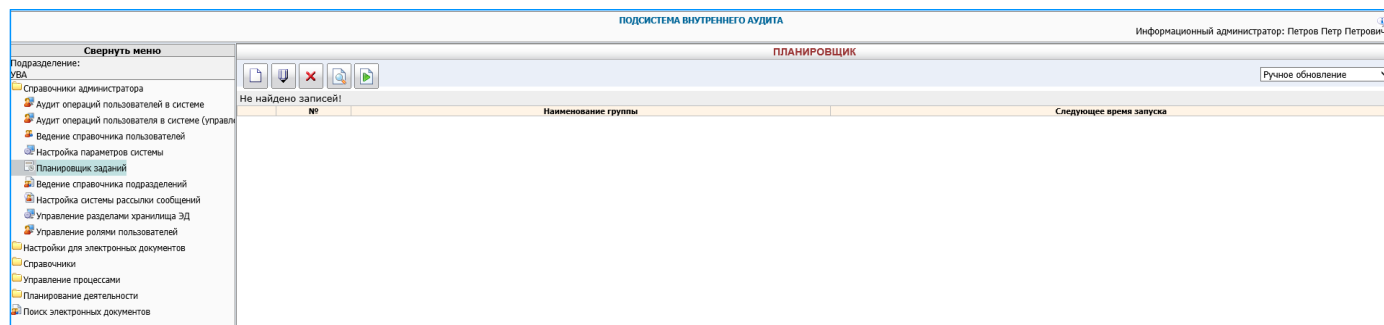 ПОДСИСТЕМА ВНУТРЕННЕГО АУДИТА
Информационный администратор: Петров Петр Петрович
Свернуть меню
Подразделение:
УВА
Справочники администратора
Аудит операций пользователей в системе
Аудит операций пользователя в системе (управл
Ведение справочника пользователей
Настройка параметров системы
Планировщик заданий
Ведение справочника подразделений
Настройка системы рассылки сообщений
Управление разделами хранилища ЭД
Управление ролями пользователей
Настройки для электронных документов
Справочники
Управление процессами
Планирование деятельности
Поиск электронных документов
ПЛАНИРОВЩИК
Ручное обновление
Не найдено записей!
№ Наименование группы Следующее время запуска